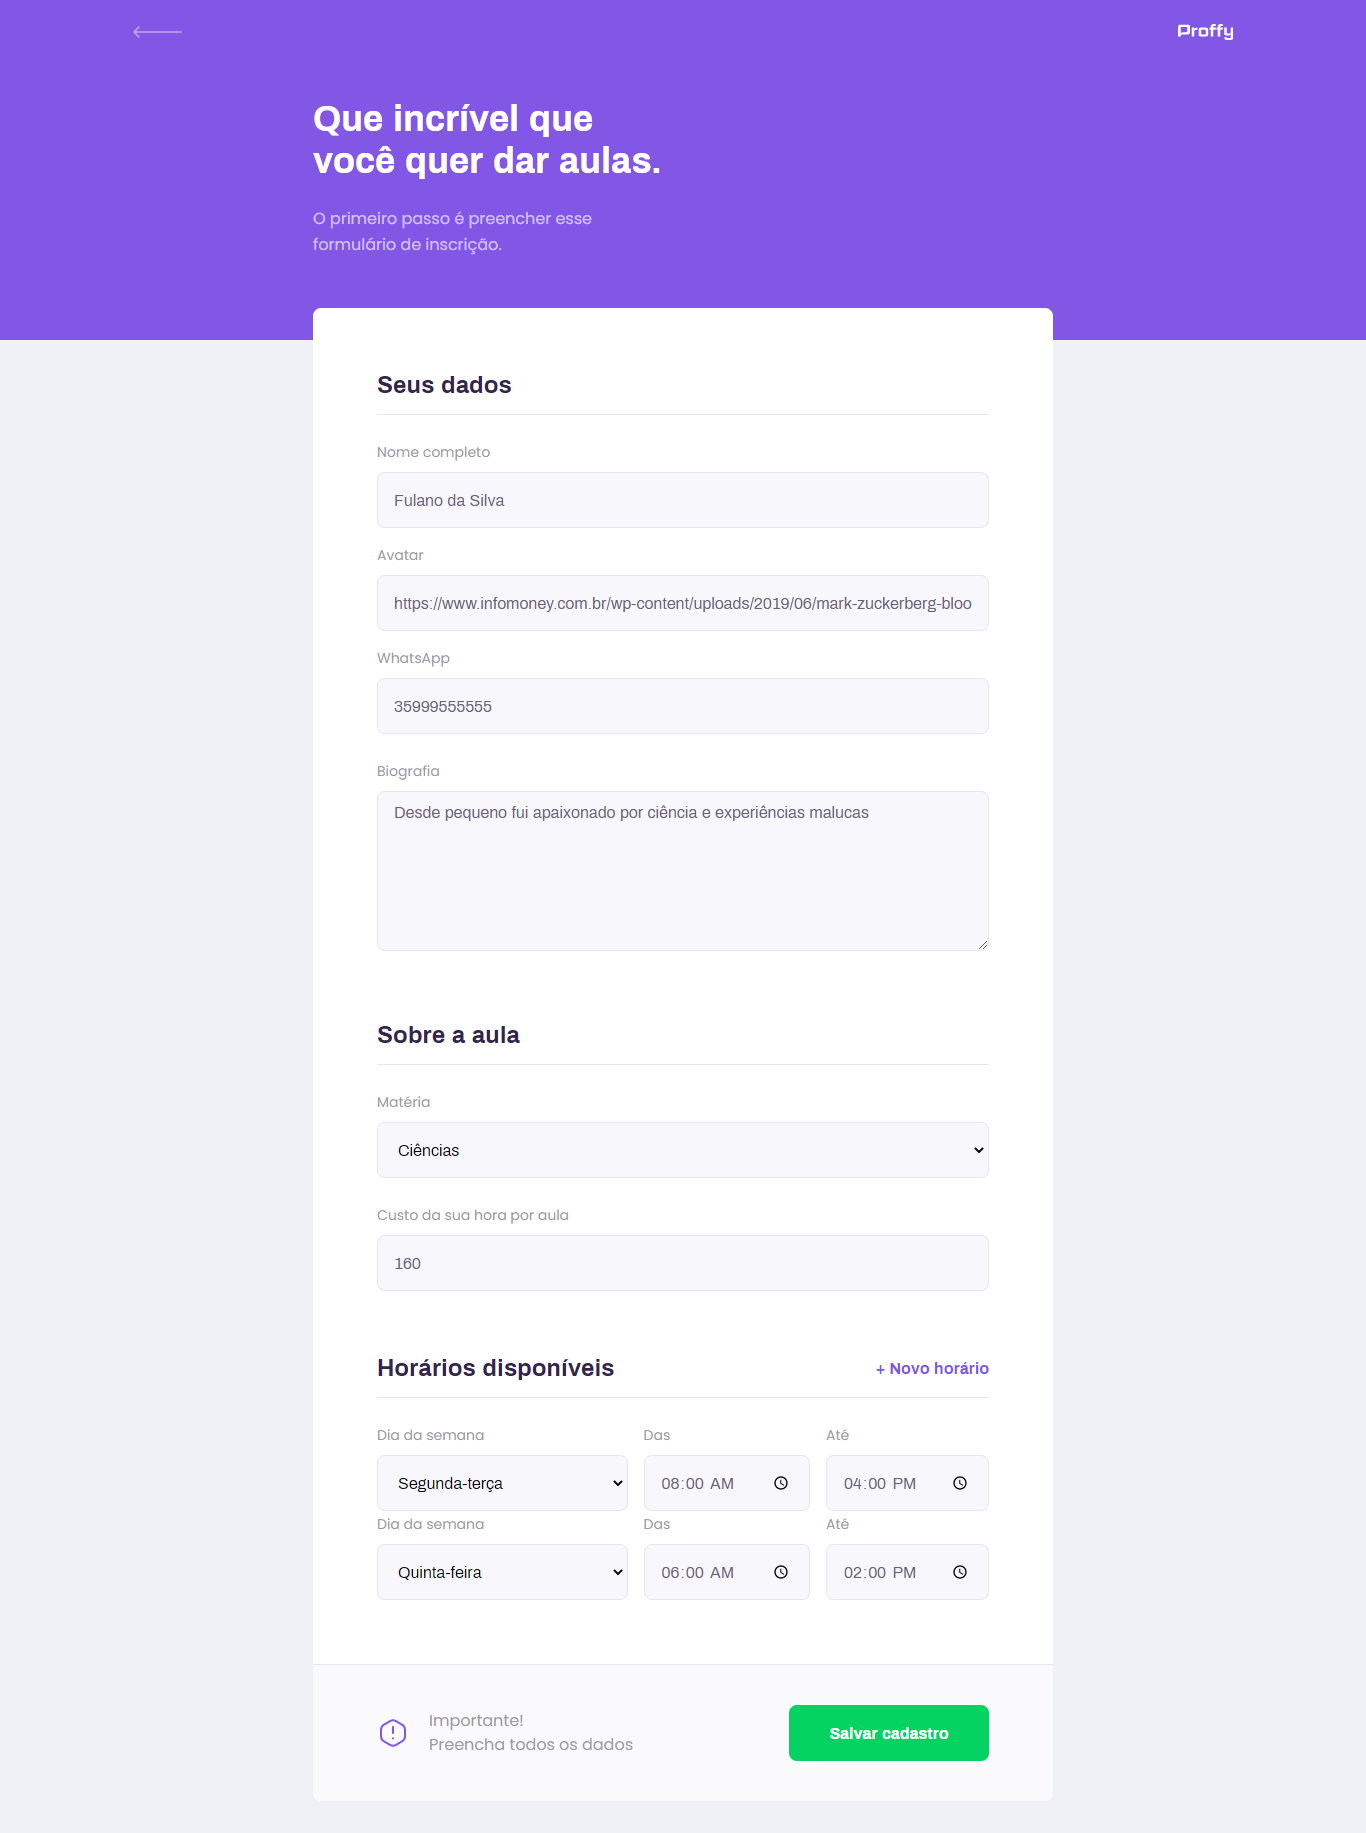 Proffy
Que incrível que
você quer dar aulas.
O primeiro passo é preencher esse
formulário de inscrição.
Seus dados
Nome completo
Fulano da Silva
Avatar
https://www.infomoney.com.br/wp-content/uploads/2019/06/mark-zuckerberg-bloo
WhatsApp
35999555555
Biografia
Desde pequeno fui apaixonado por ciência e experiências malucas
Sobre a aula
Matéria
Ciências
Custo da sua hora por aula
160
Horários disponíveis + Novo horário
Dia da semana Das Até
Segunda-terça 08:00 AM 04:00 PM
Dia da semana Das Até
Quinta-feira 06:00 AM 02:00 PM
Importante!
Preencha todos os dados
Salvar cadastro